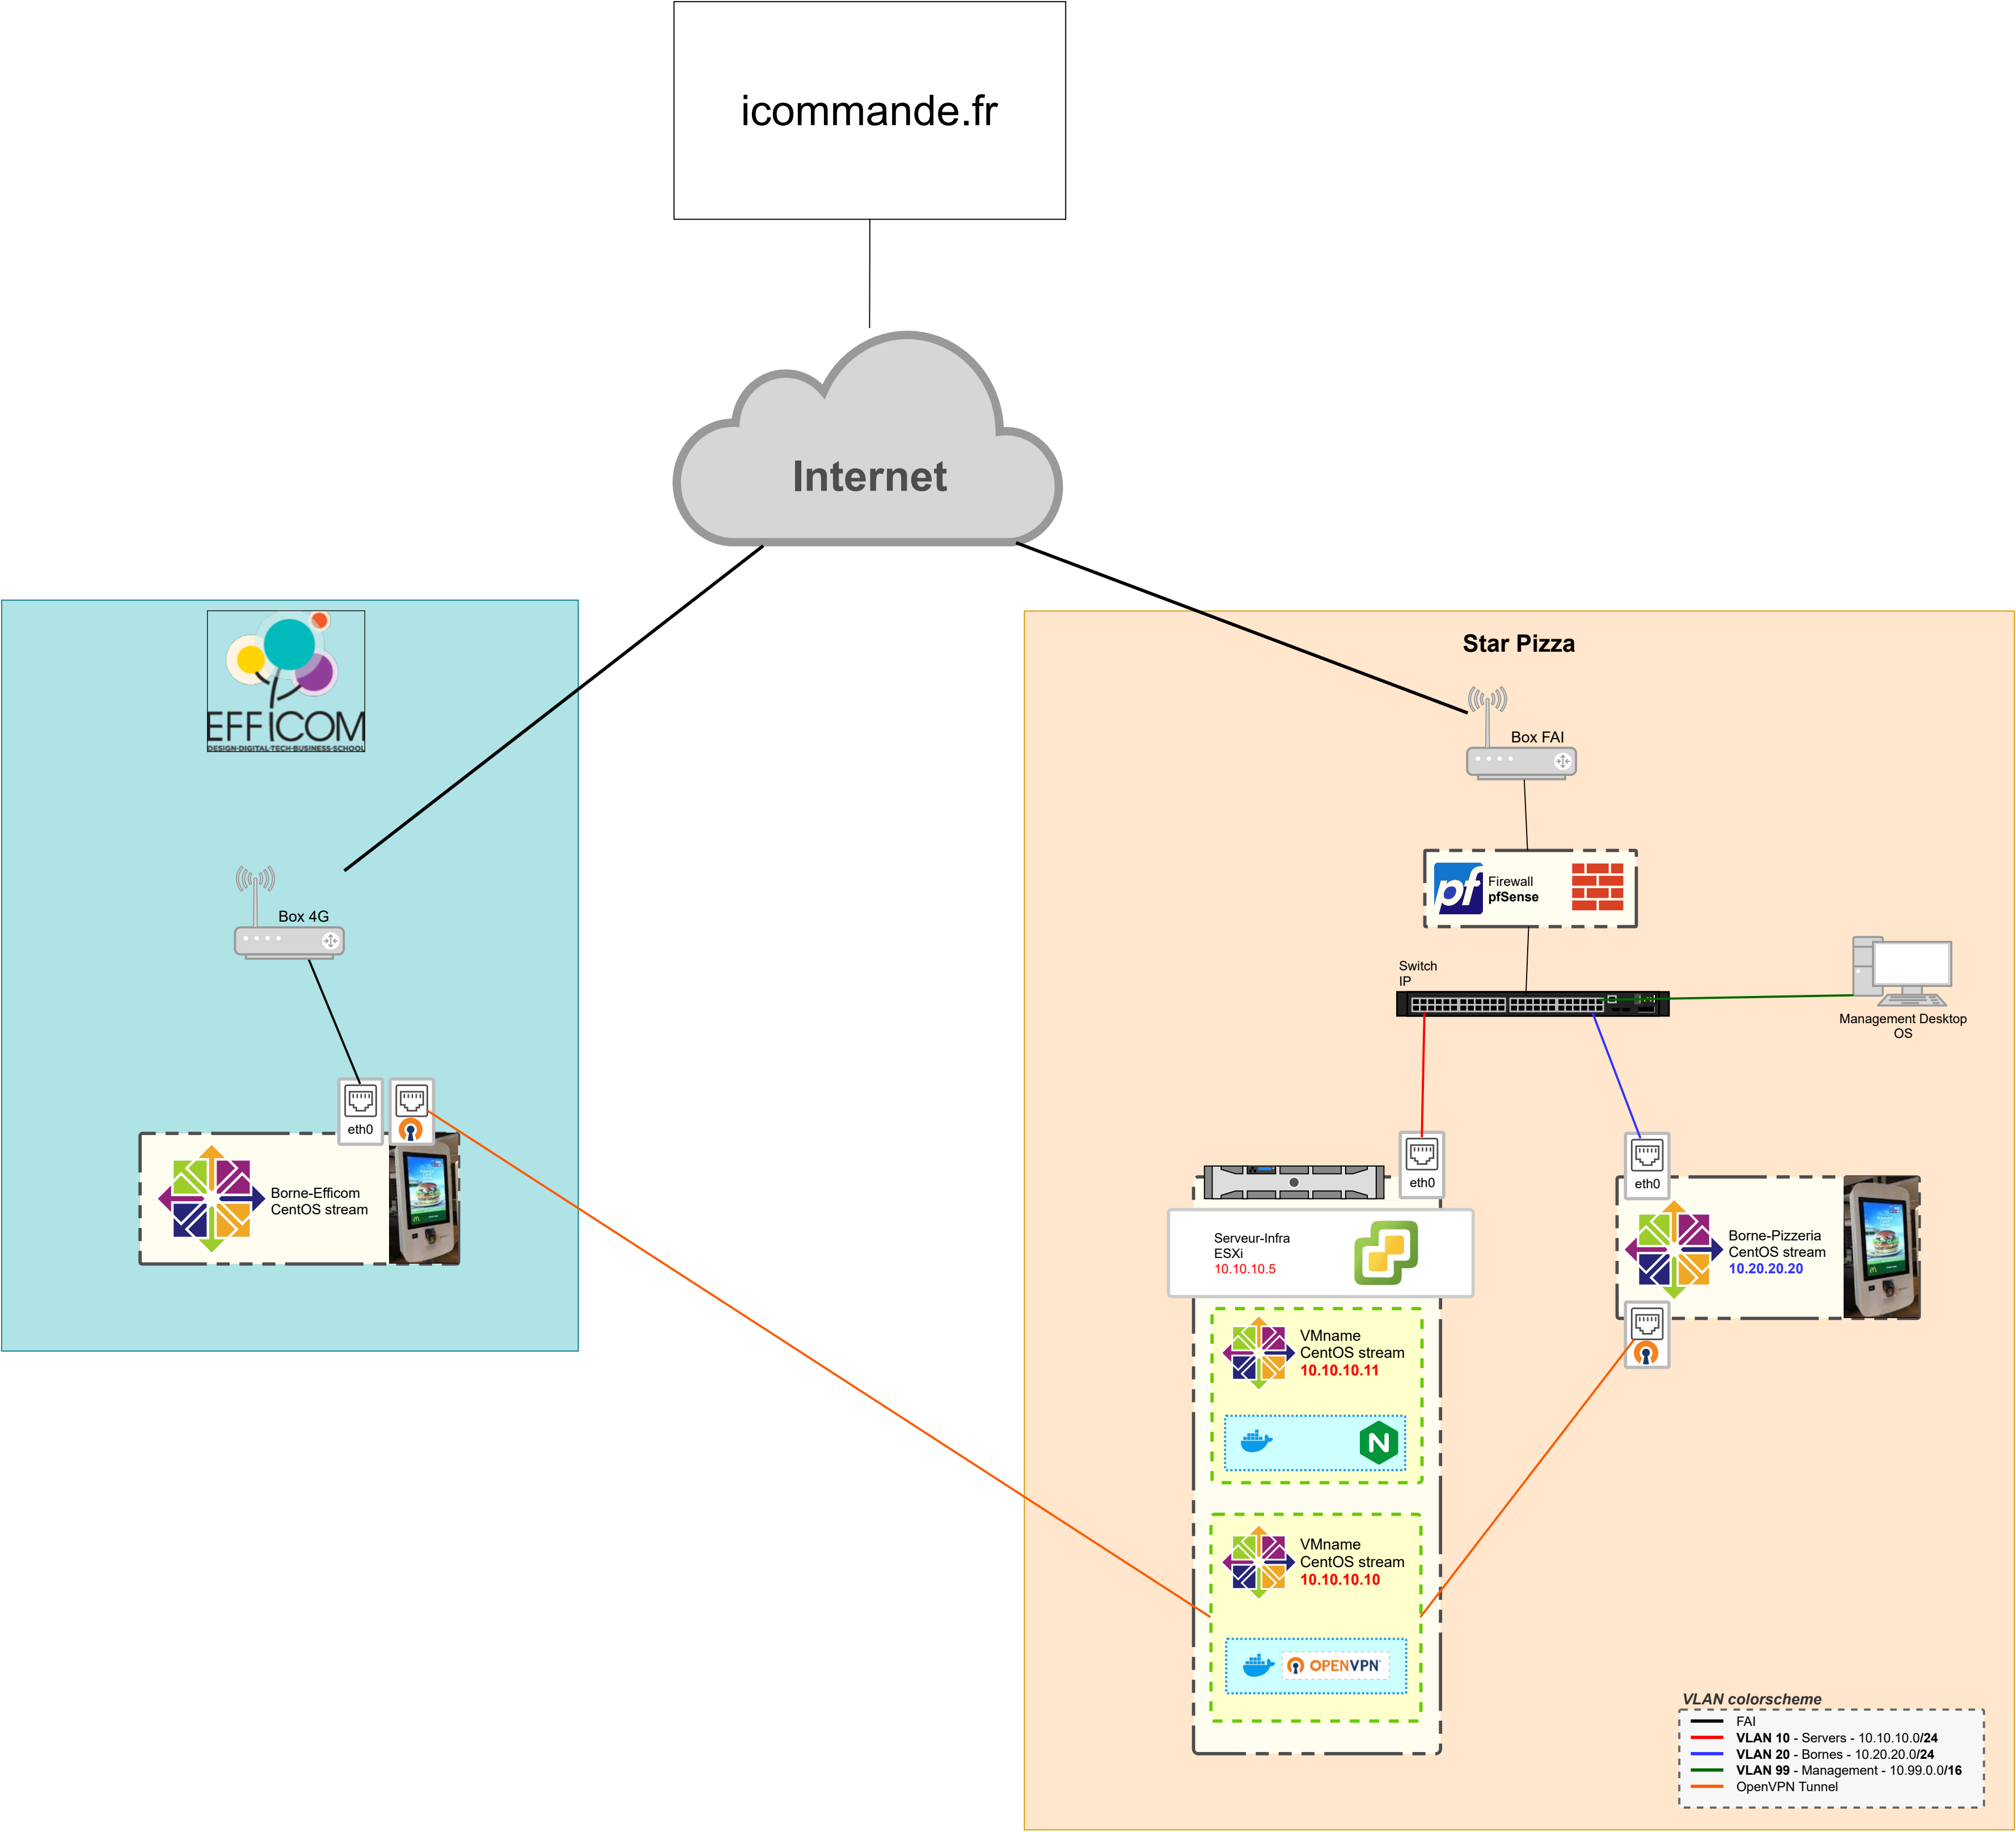 icommande.fr
Internet
EFFICOM
DESIGN·DIGITAL·TECH·BUSINESS·SCHOOL
Box 4G
eth0
Borne-Efficom
CentOS stream
Star Pizza
Box FAI
pf
Firewall
pfSense
Switch
IP
Management Desktop
OS
eth0
eth0
Serveur-Infra
ESXi
10.10.10.5
Borne-Pizzeria
CentOS stream
10.20.20.20
VMname
CentOS stream
10.10.10.11
N
VMname
CentOS stream
10.10.10.10
OPENVPN
VLAN colorscheme
FAI
VLAN 10 - Servers - 10.10.10.0/24
VLAN 20 - Bornes - 10.20.20.0/24
VLAN 99 - Management - 10.99.0.0/16
OpenVPN Tunnel